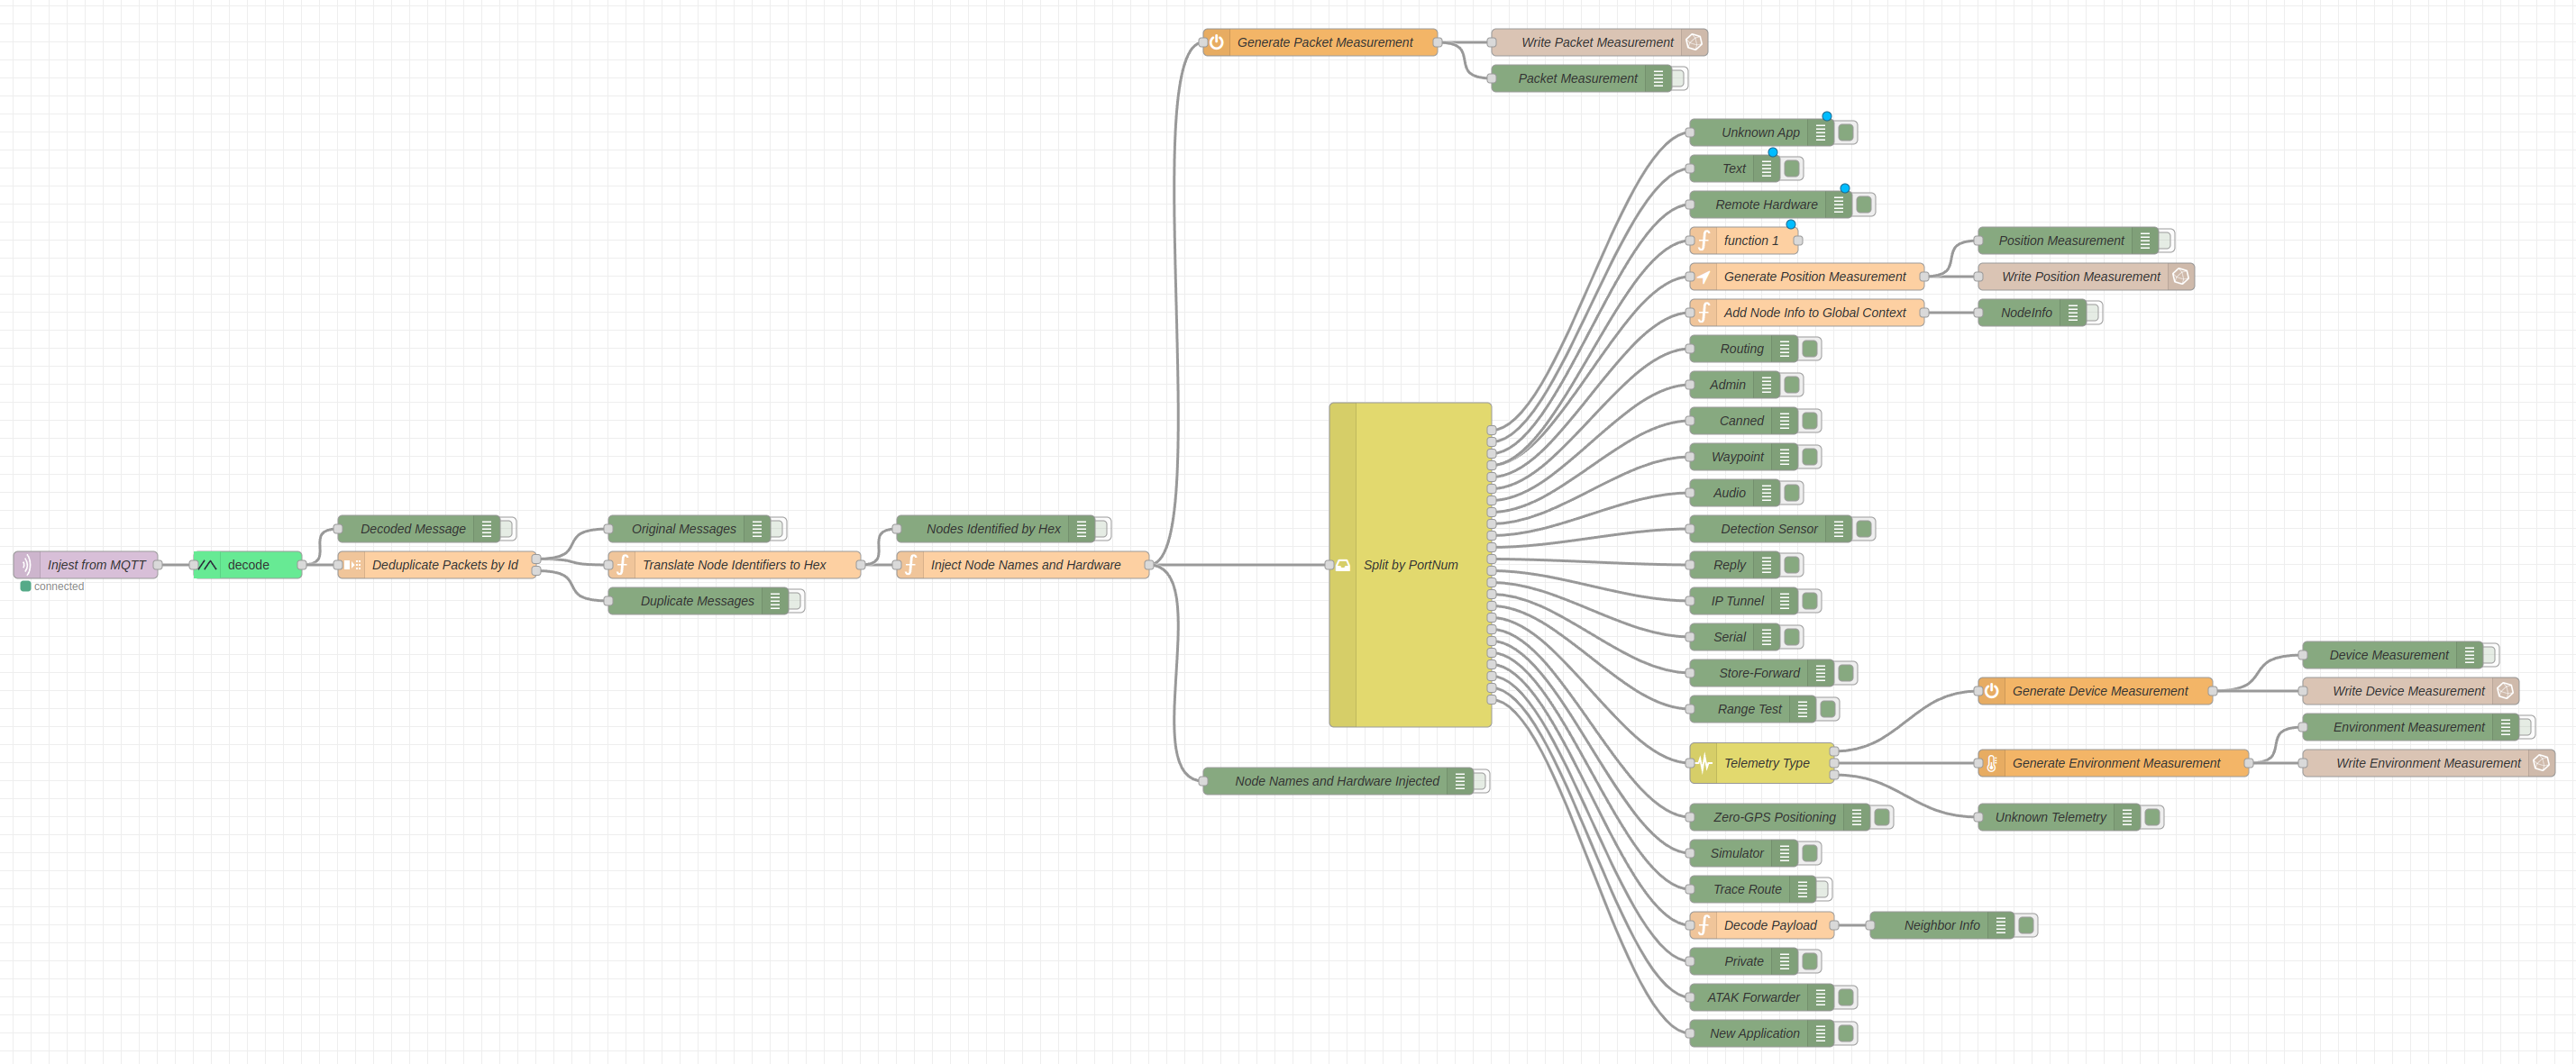 Generate Packet Measurement
Write Packet Measurement
Packet Measurement
Unknown App
Text
Remote Hardware
function 1
Position Measurement
Generate Position Measurement
Write Position Measurement
Add Node Info to Global Context
NodeInfo
Routing
Admin
Canned
Waypoint
Audio
Decoded Message
Original Messages
Nodes Identified by Hex
Detection Sensor
Injest from MQTT
decode
Deduplicate Packets by Id
Translate Node Identifiers to Hex
Inject Node Names and Hardware
Split by PortNum
Reply
connected
Duplicate Messages
IP Tunnel
Serial
Device Measurement
Store-Forward
Generate Device Measurement
Write Device Measurement
Range Test
Environment Measurement
Telemetry Type
Generate Environment Measurement
Write Environment Measurement
Node Names and Hardware Injected
Zero-GPS Positioning
Unknown Telemetry
Simulator
Trace Route
Decode Payload
Neighbor Info
Private
ATAK Forwarder
New Application